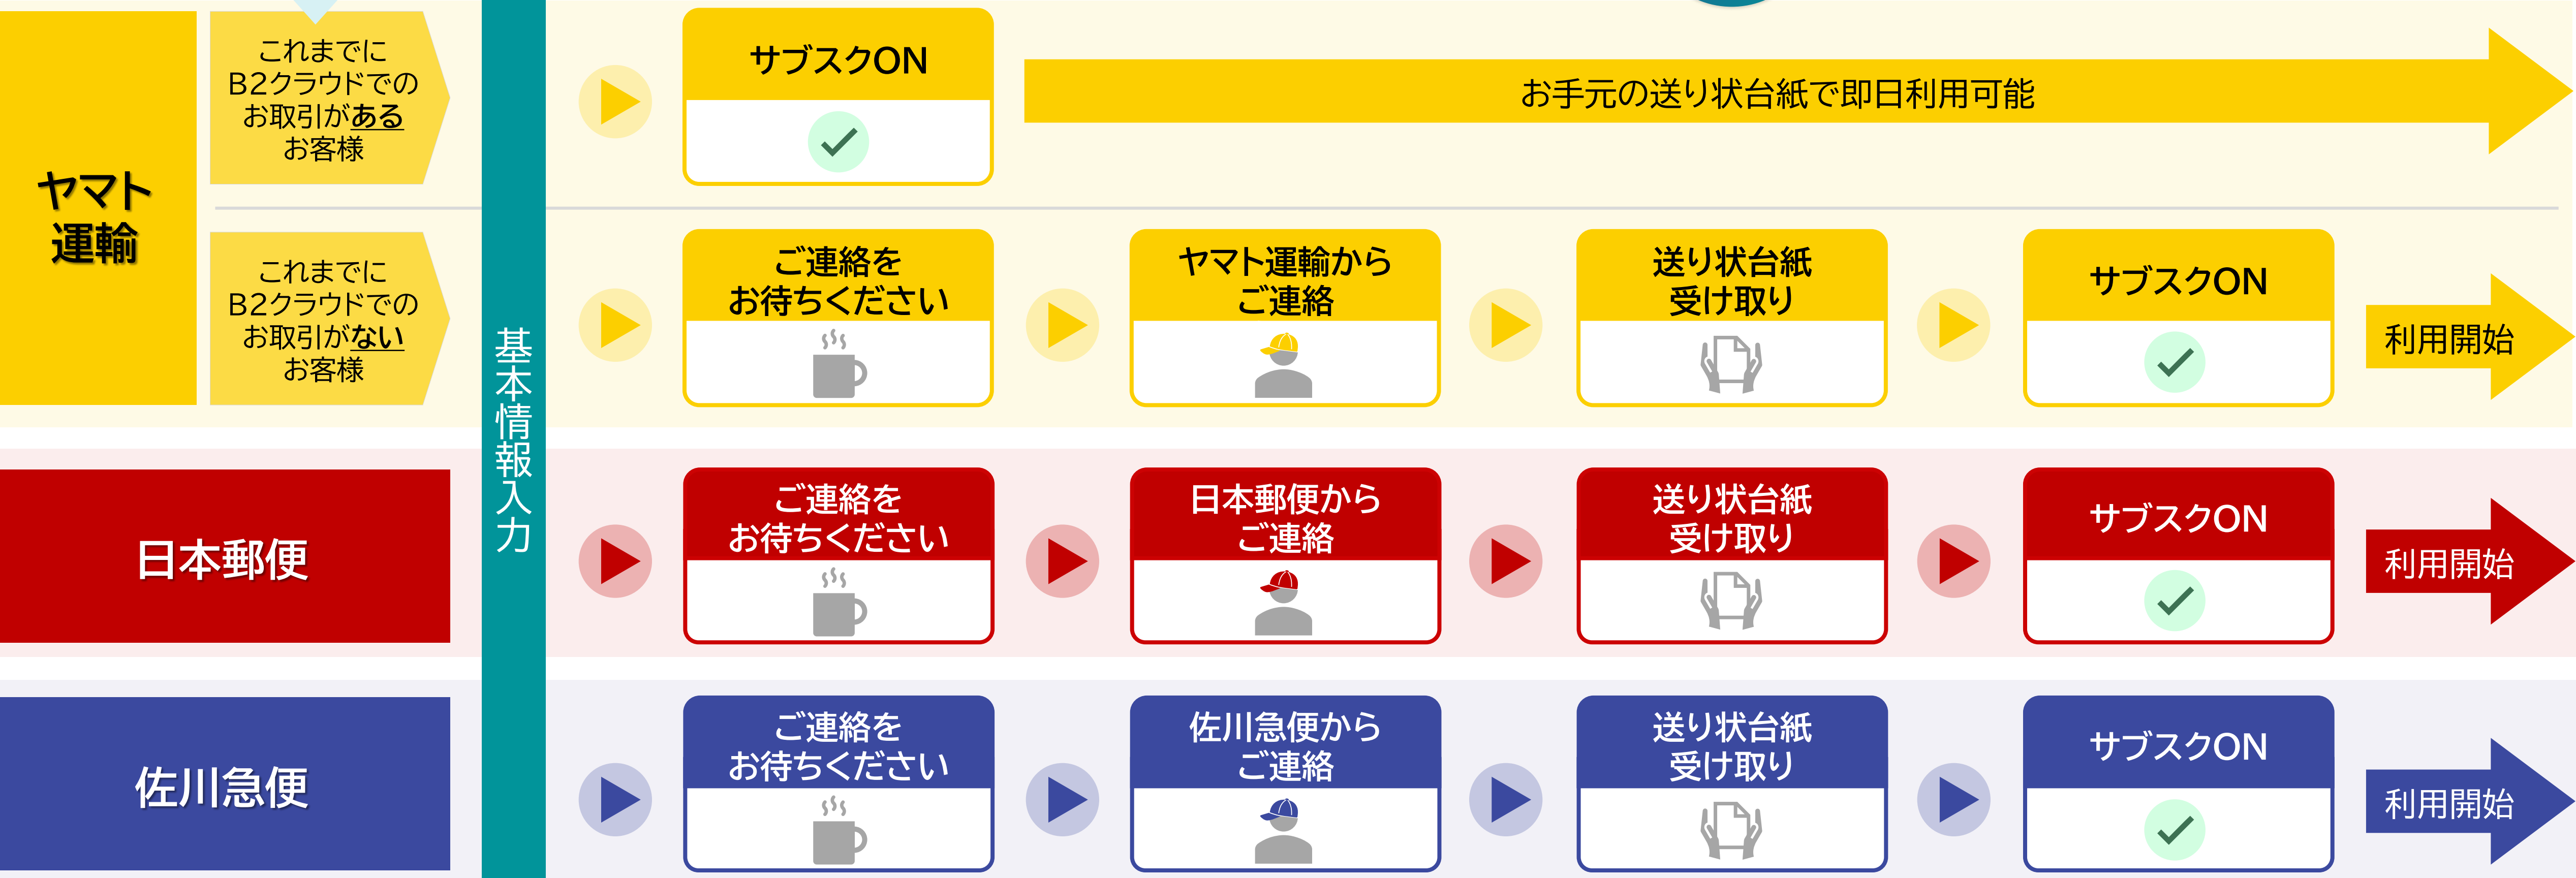 ヤマト
運輸
これまでに
B2クラウドでの
お取引がある
お客様
サブスクON
お手元の送り状台紙で即日利用可能
これまでに
B2クラウドでの
お取引がない
お客様
ご連絡を
お待ちください
ヤマト運輸から
ご連絡
送り状台紙
受け取り
サブスクON
利用開始
基本情報入力
日本郵便
ご連絡を
お待ちください
日本郵便から
ご連絡
送り状台紙
受け取り
サブスクON
利用開始
佐川急便
ご連絡を
お待ちください
佐川急便から
ご連絡
送り状台紙
受け取り
サブスクON
利用開始